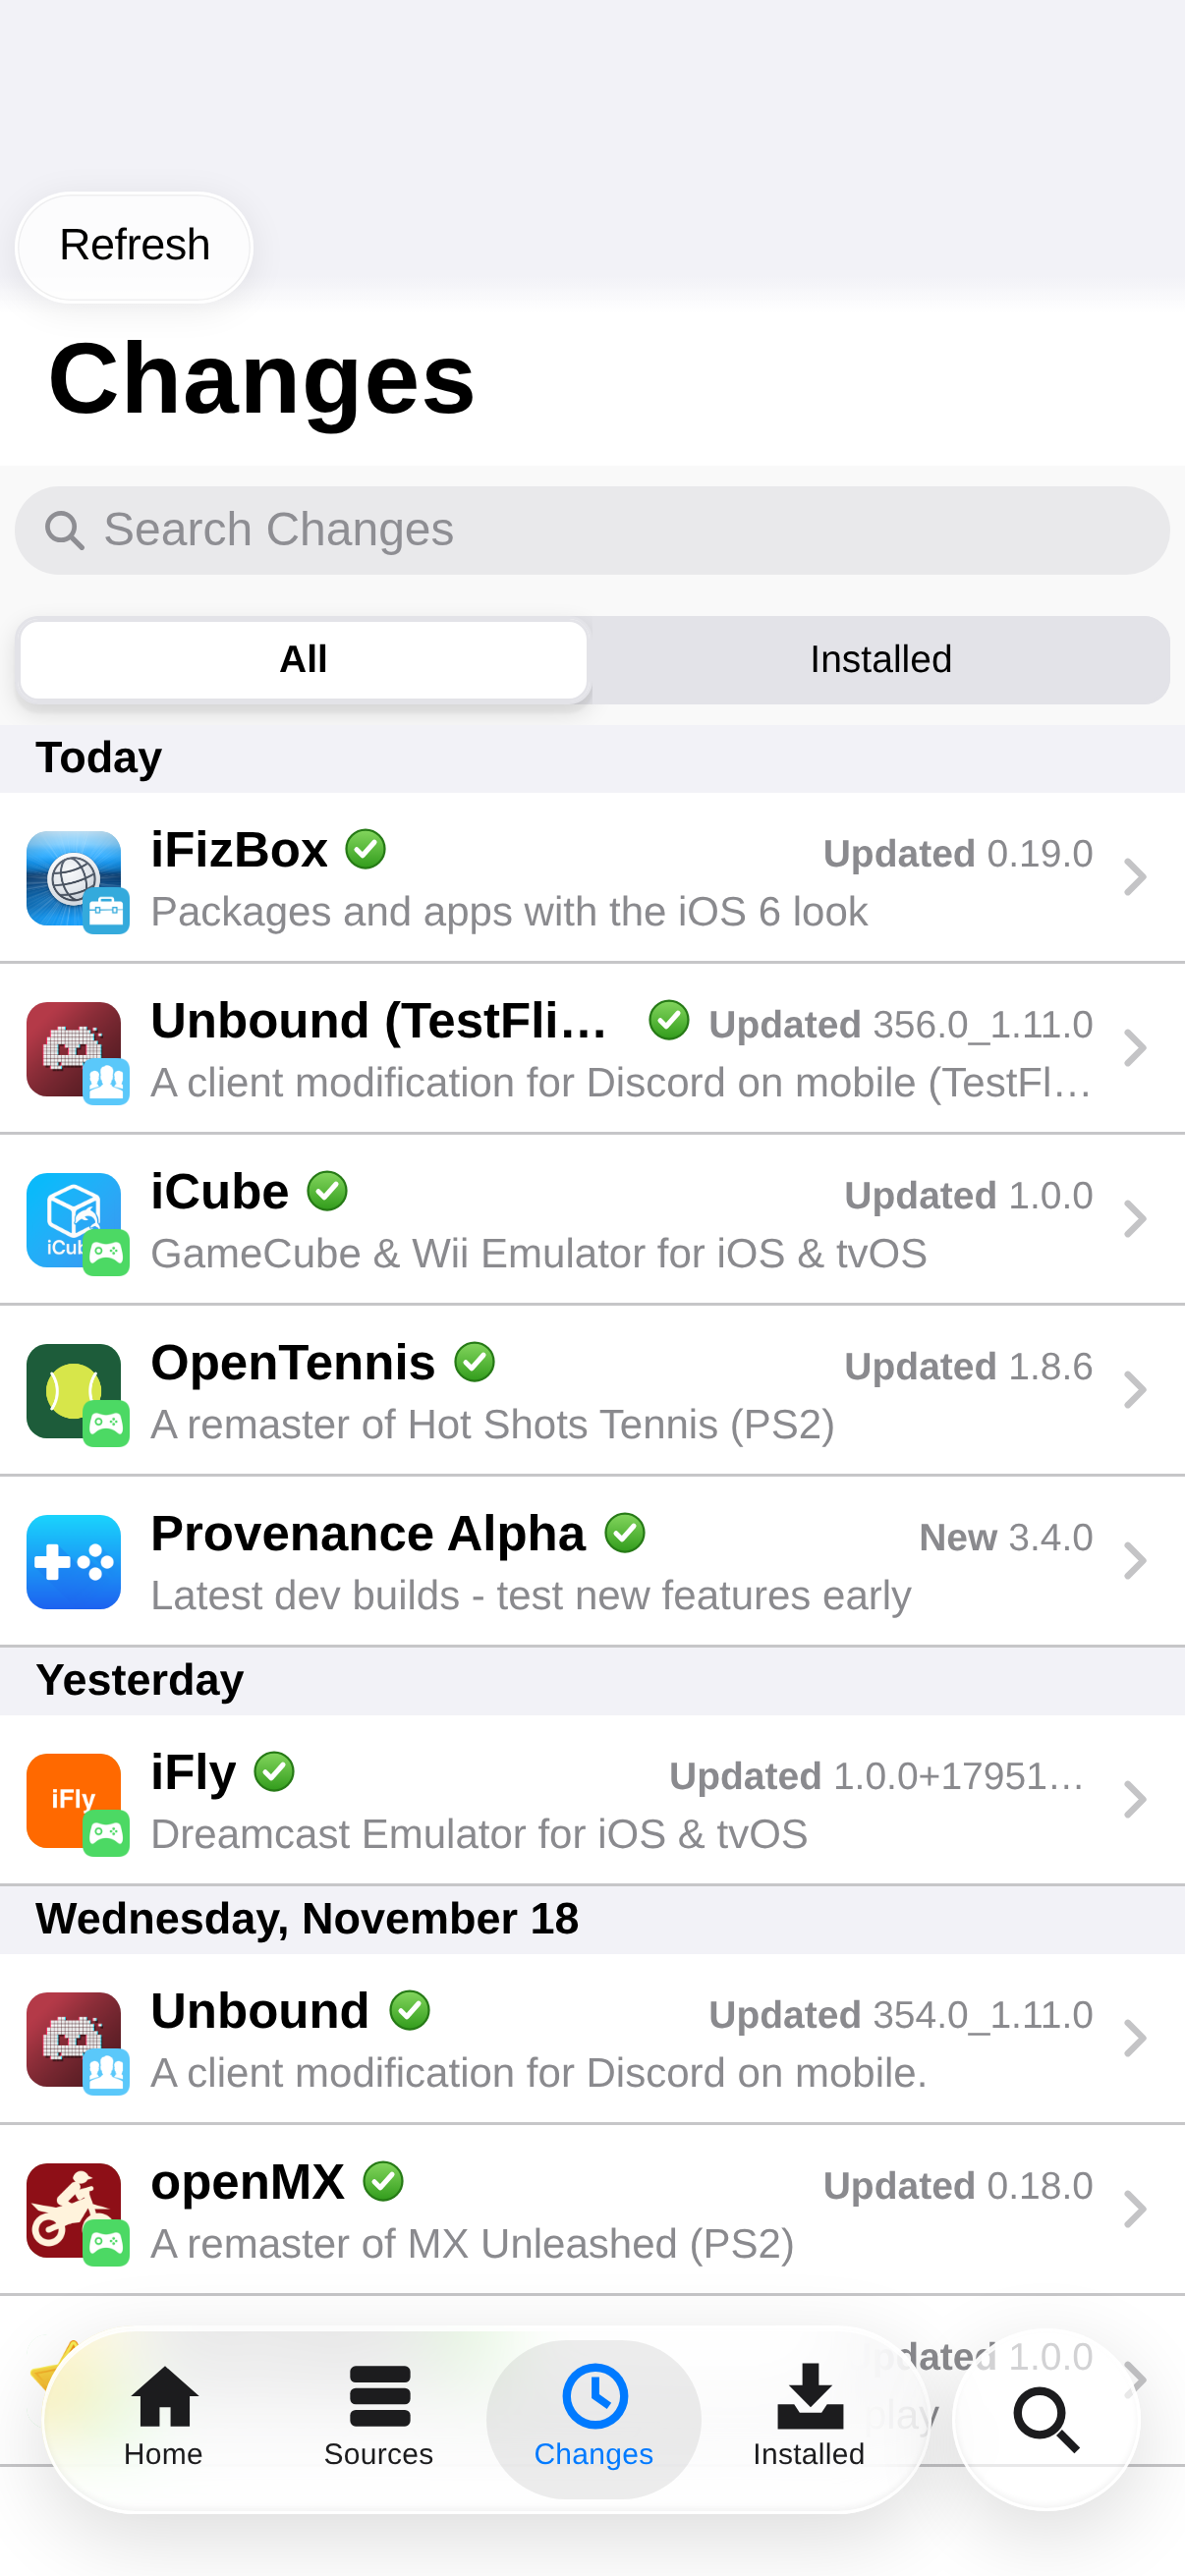 Refresh
Changes
Search Changes
All
Installed
Today
iFizBox
Updated 0.19.0
Packages and apps with the iOS 6 look
Unbound (TestFli…
Updated 356.0_1.11.0
A client modification for Discord on mobile (TestFl…
iCube
Updated 1.0.0
GameCube & Wii Emulator for iOS & tvOS
OpenTennis
Updated 1.8.6
A remaster of Hot Shots Tennis (PS2)
Provenance Alpha
New 3.4.0
Latest dev builds - test new features early
Yesterday
iFly
iFly
Updated 1.0.0+17951…
Dreamcast Emulator for iOS & tvOS
Wednesday, November 18
Unbound
Updated 354.0_1.11.0
A client modification for Discord on mobile.
openMX
Updated 0.18.0
A remaster of MX Unleashed (PS2)
1.0.0
play
Home
Sources
Changes
Installed